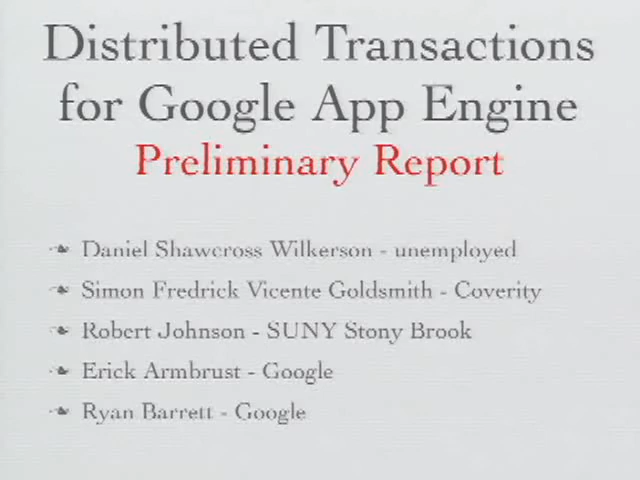 Distributed Transactions
for Google App Engine
Preliminary Report
Daniel Shawcross Wilkerson - unemployed
Simon Fredrick Vicente Goldsmith - Coverity
Robert Johnson - SUNY Stony Brook
Erick Armbrust - Google
Ryan Barrett - Google